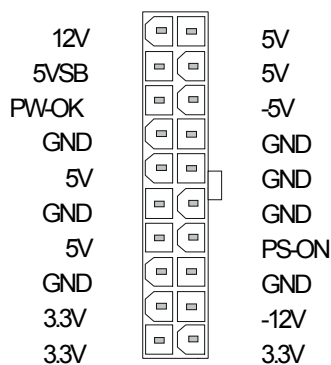 12V 5V
5VSB 5V
PW-OK -5V
GND GND
5V GND
GND GND
5V PS-ON
GND GND
3.3V -12V
3.3V 3.3V